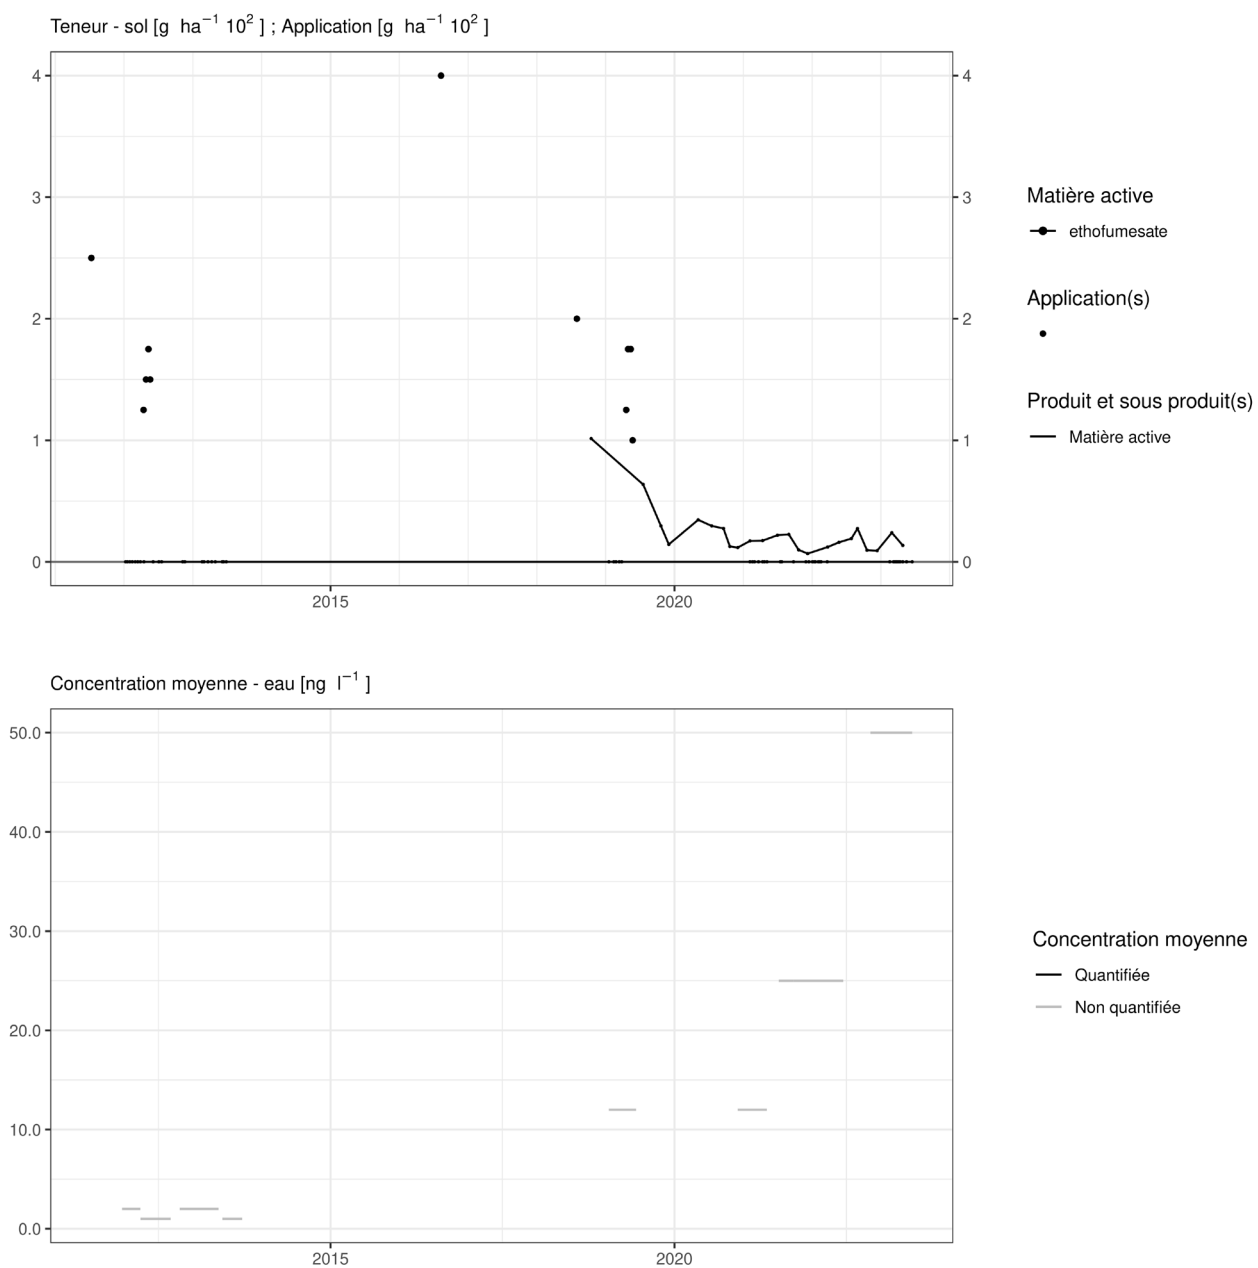 Teneur - sol [g ha⁻¹ 10² ] ; Application [g ha⁻¹ 10² ]
4
4
3
3
2
2
1
1
0
0
2015
2020
Matière active
ethofumesate
Application(s)
Produit et sous produit(s)
Matière active
Concentration moyenne - eau [ng l⁻¹ ]
50.0
40.0
30.0
20.0
10.0
0.0
2015
2020
Concentration moyenne
Quantifiée
Non quantifiée